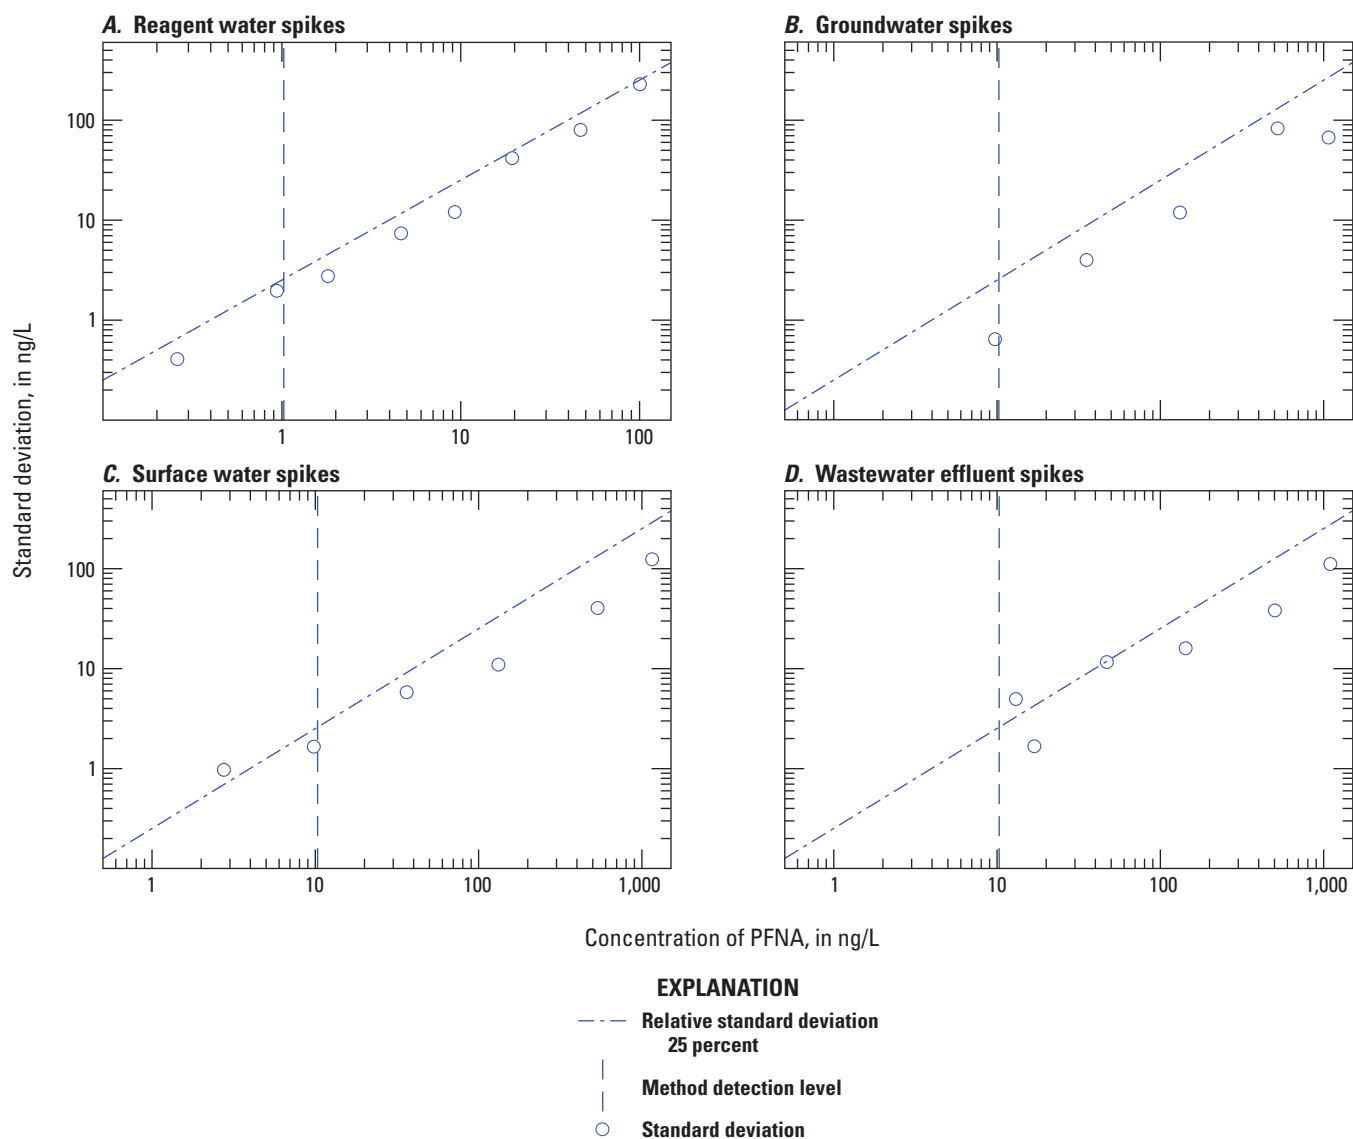 A. Reagent water spikes
B. Groundwater spikes
100
10
1
1 10 100
C. Surface water spikes
D. Wastewater effluent spikes
100
10
1
1 10 100 1,000
1 10 100 1,000
Standard deviation, in ng/L
Concentration of PFNA, in ng/L
EXPLANATION
Relative standard deviation
25 percent
Method detection level
Standard deviation